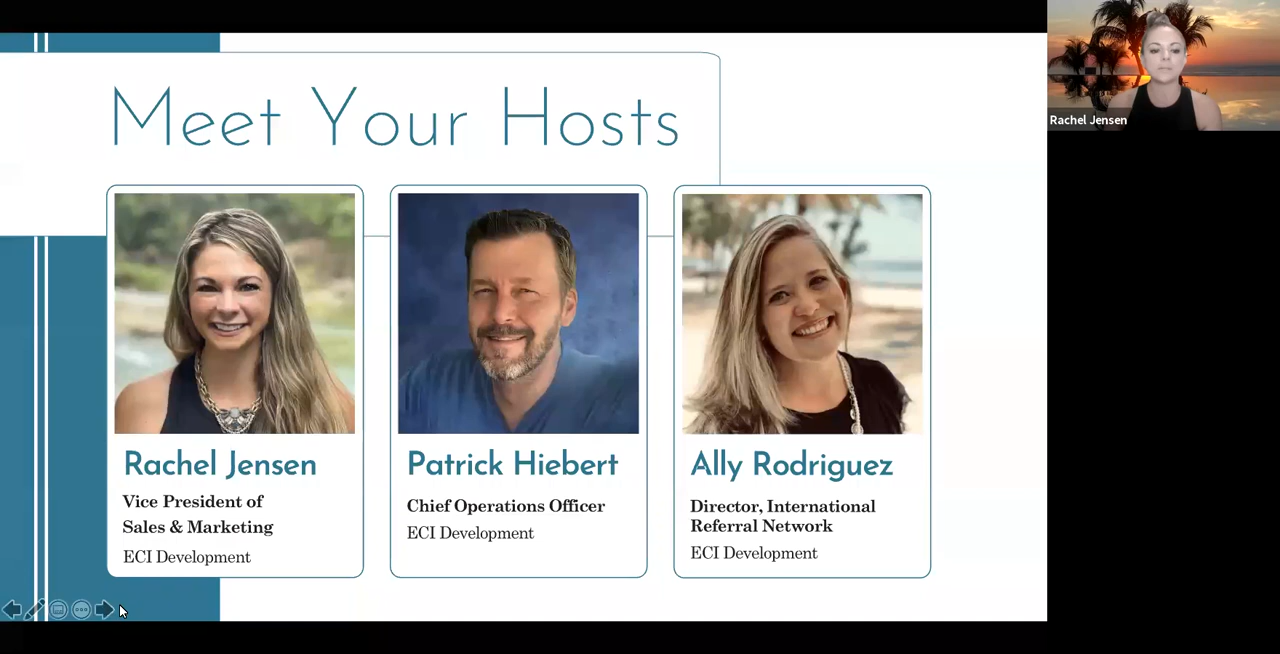 Meet Your Hosts
Rachel Jensen
Rachel Jensen
Vice President of
Sales & Marketing
ECI Development
Patrick Hiebert
Chief Operations Officer
ECI Development
Ally Rodriguez
Director, International
Referral Network
ECI Development